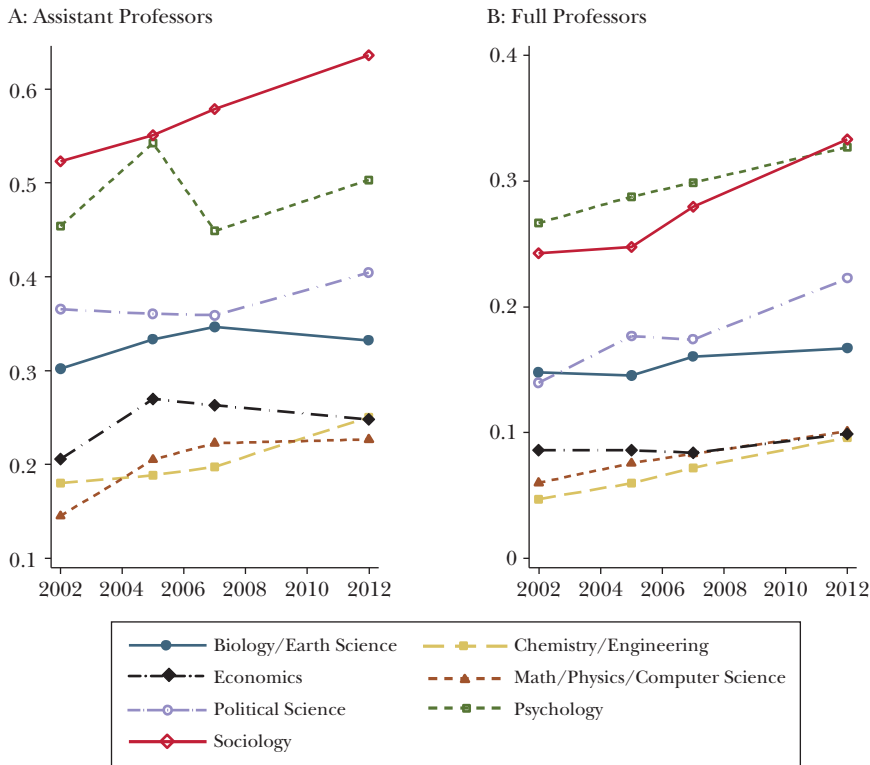 A: Assistant Professors
0.6
0.5
0.4
0.3
0.2
0.1
2002 2004 2006 2008 2010 2012
B: Full Professors
0.4
0.3
0.2
0.1
0
2002 2004 2006 2008 2010 2012
Biology/Earth Science
Economics
Political Science
Sociology
Chemistry/Engineering
Math/Physics/Computer Science
Psychology